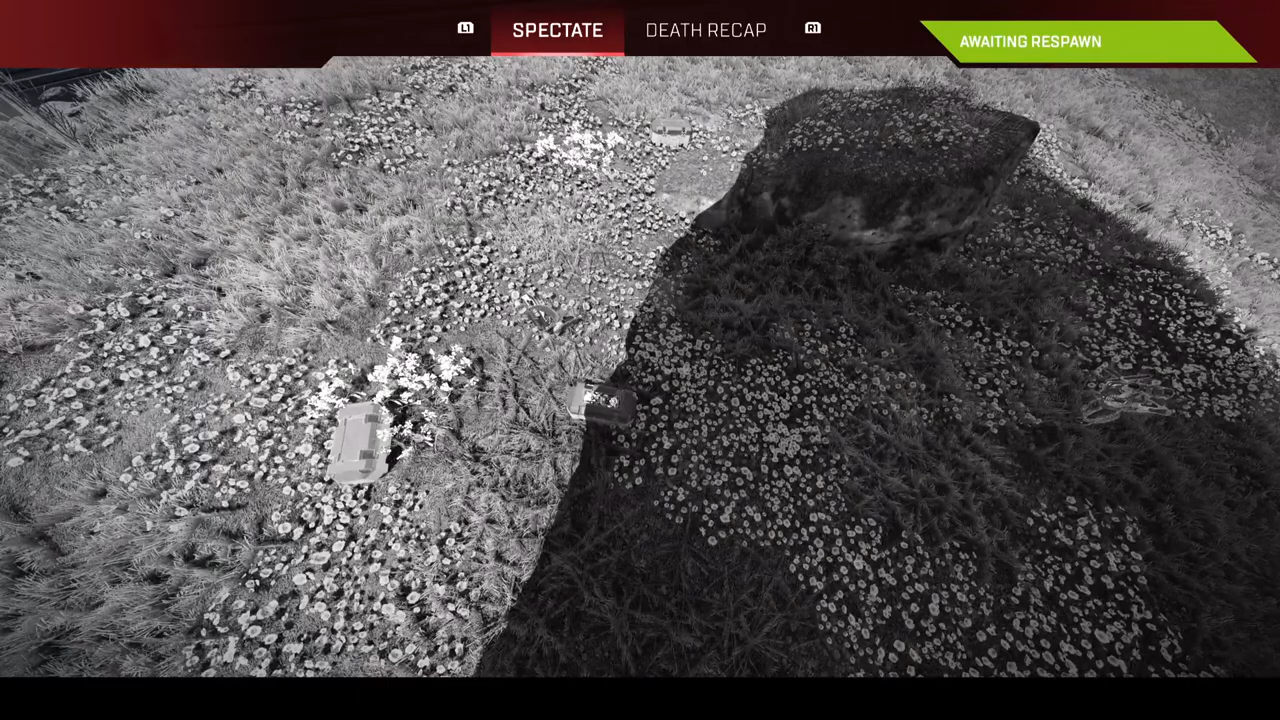 L1
SPECTATE
DEATH RECAP
R1
AWAITING RESPAWN